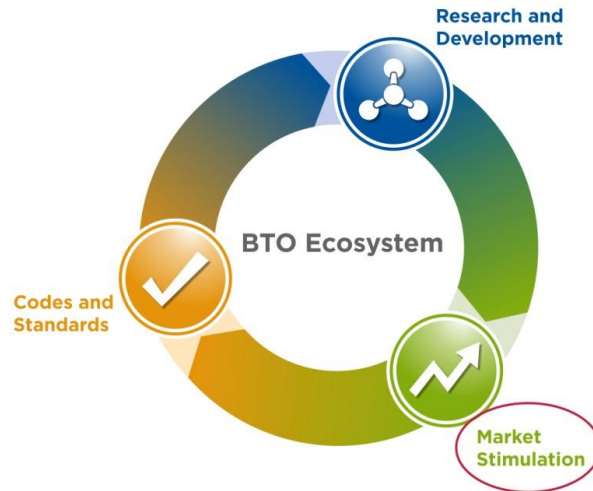 Research and
Development
BTO Ecosystem
Codes and
Standards
Market
Stimulation